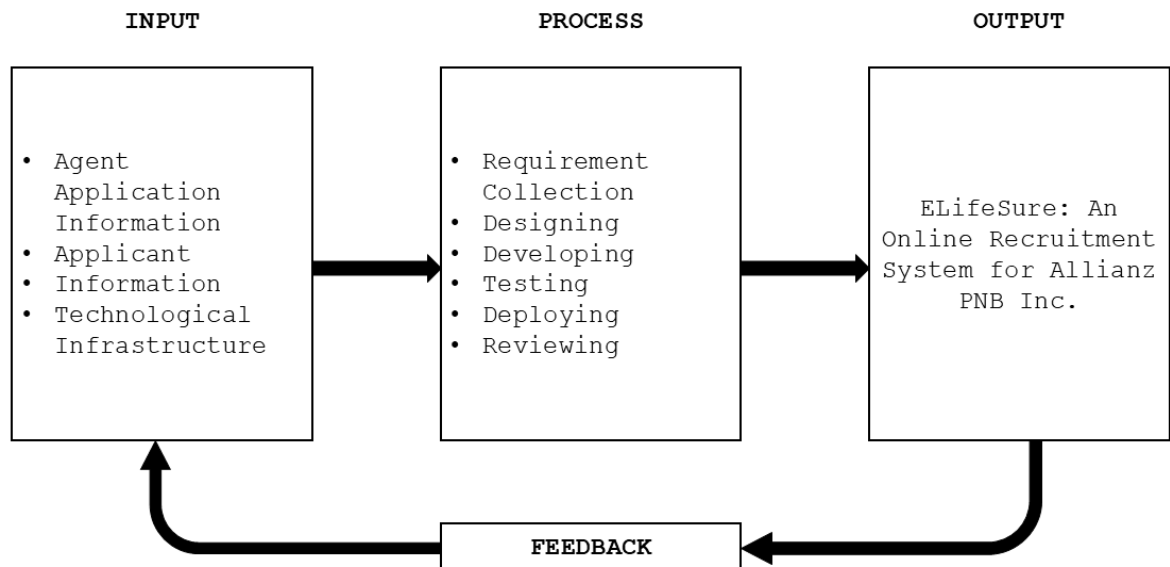 INPUT
PROCESS
OUTPUT
• Agent
Application
Information
• Applicant
• Information
• Technological
Infrastructure
• Requirement
Collection
• Designing
• Developing
• Testing
• Deploying
• Reviewing
ELifeSure: An
Online Recruitment
System for Allianz
PNB Inc.
FEEDBACK